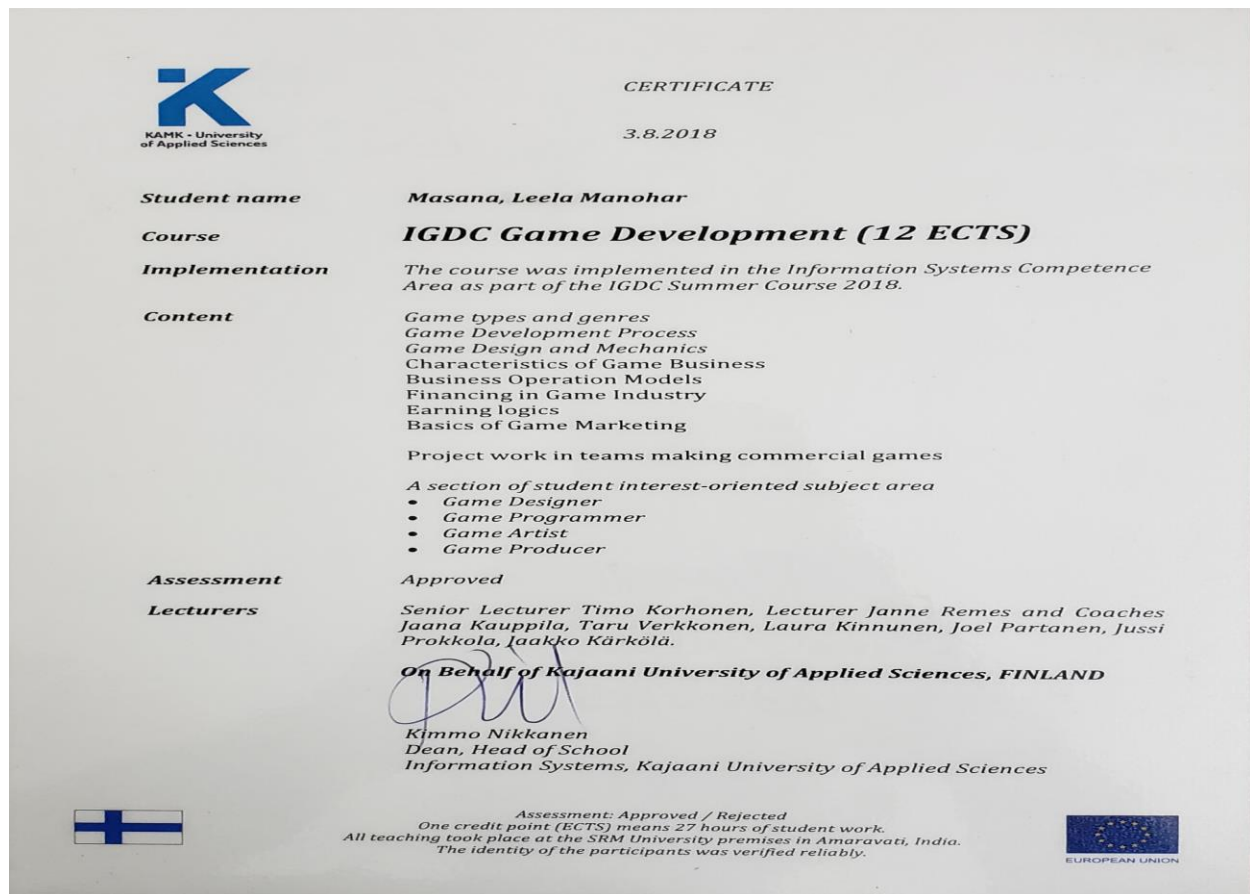 KAMK - University
of Applied Sciences
CERTIFICATE
3.8.2018
Student name Masana, Leela Manohar
Course IGDC Game Development (12 ECTS)
Implementation The course was implemented in the Information Systems Competence
Area as part of the IGDC Summer Course 2018.
Content Game types and genres
Game Development Process
Game Design and Mechanics
Characteristics of Game Business
Business Operation Models
Financing in Game Industry
Earning logics
Basics of Game Marketing
Project work in teams making commercial games
A section of student interest-oriented subject area
• Game Designer
• Game Programmer
• Game Artist
• Game Producer
Assessment Approved
Lecturers Senior Lecturer Timo Korhonen, Lecturer Janne Remes and Coaches
Jaana Kauppila, Taru Verkkonen, Laura Kinnunen, Joel Partanen, Jussi
Prokkola, Jaakko Kärkölä.
On Behalf of Kajaani University of Applied Sciences, FINLAND
Kimmo Nikkanen
Dean, Head of School
Information Systems, Kajaani University of Applied Sciences
Assessment: Approved / Rejected
One credit point (ECTS) means 27 hours of student work.
All teaching took place at the SRM University premises in Amaravati, India.
The identity of the participants was verified reliably.
EUROPEAN UNION